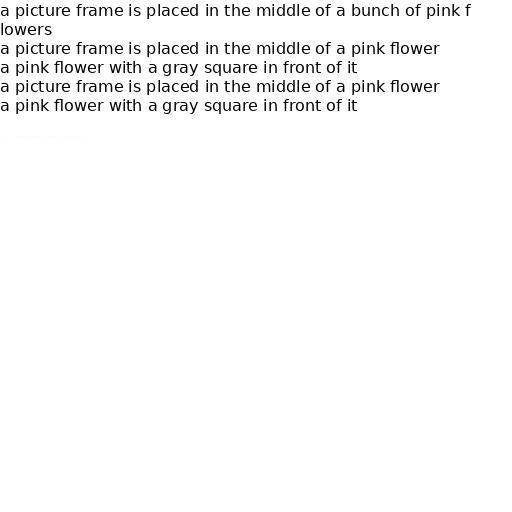 a picture frame is placed in the middle of a bunch of pink f
lowers
a picture frame is placed in the middle of a pink flower
a pink flower with a gray square in front of it
a picture frame is placed in the middle of a pink flower
a pink flower with a gray square in front of it